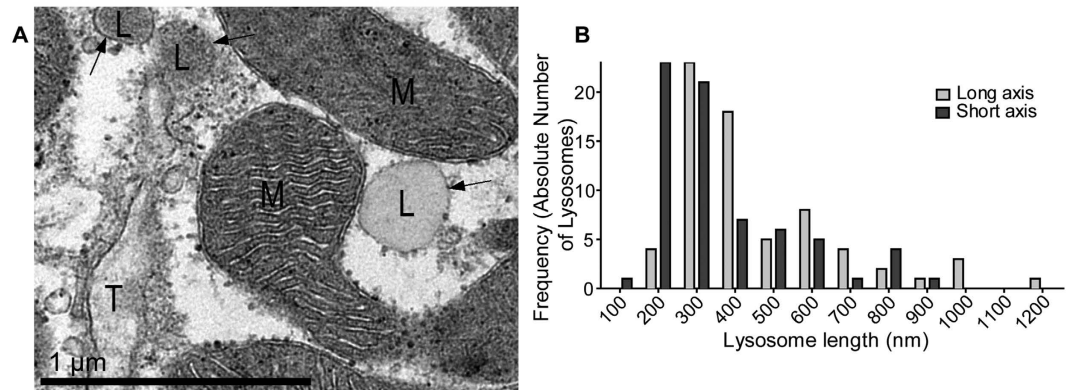 A
L
L
M
M
L
T
1 µm
B
Frequency (Absolute Number
of Lysosomes)
20
15
20
5
0
Long axis
Short axis
100
200
300
400
500
600
700
800
900
1000
1100
1200
Lysosome length (nm)